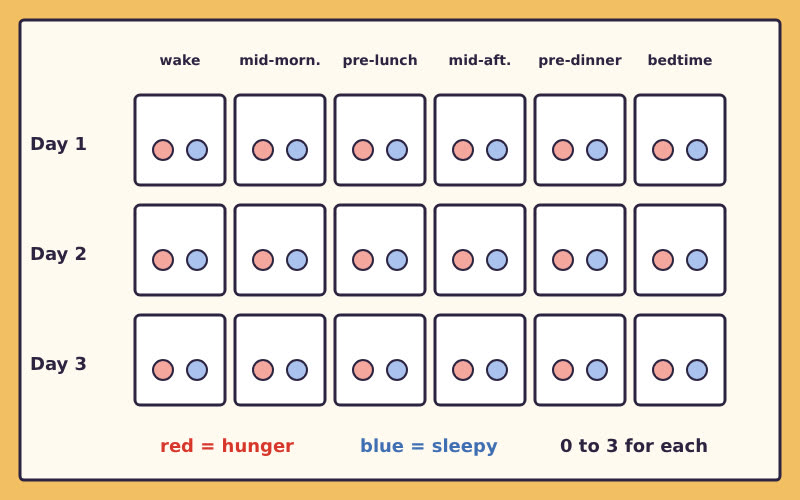 wake mid-morn. pre-lunch mid-aft. pre-dinner bedtime
Day 1
Day 2
Day 3
red = hunger blue = sleepy 0 to 3 for each